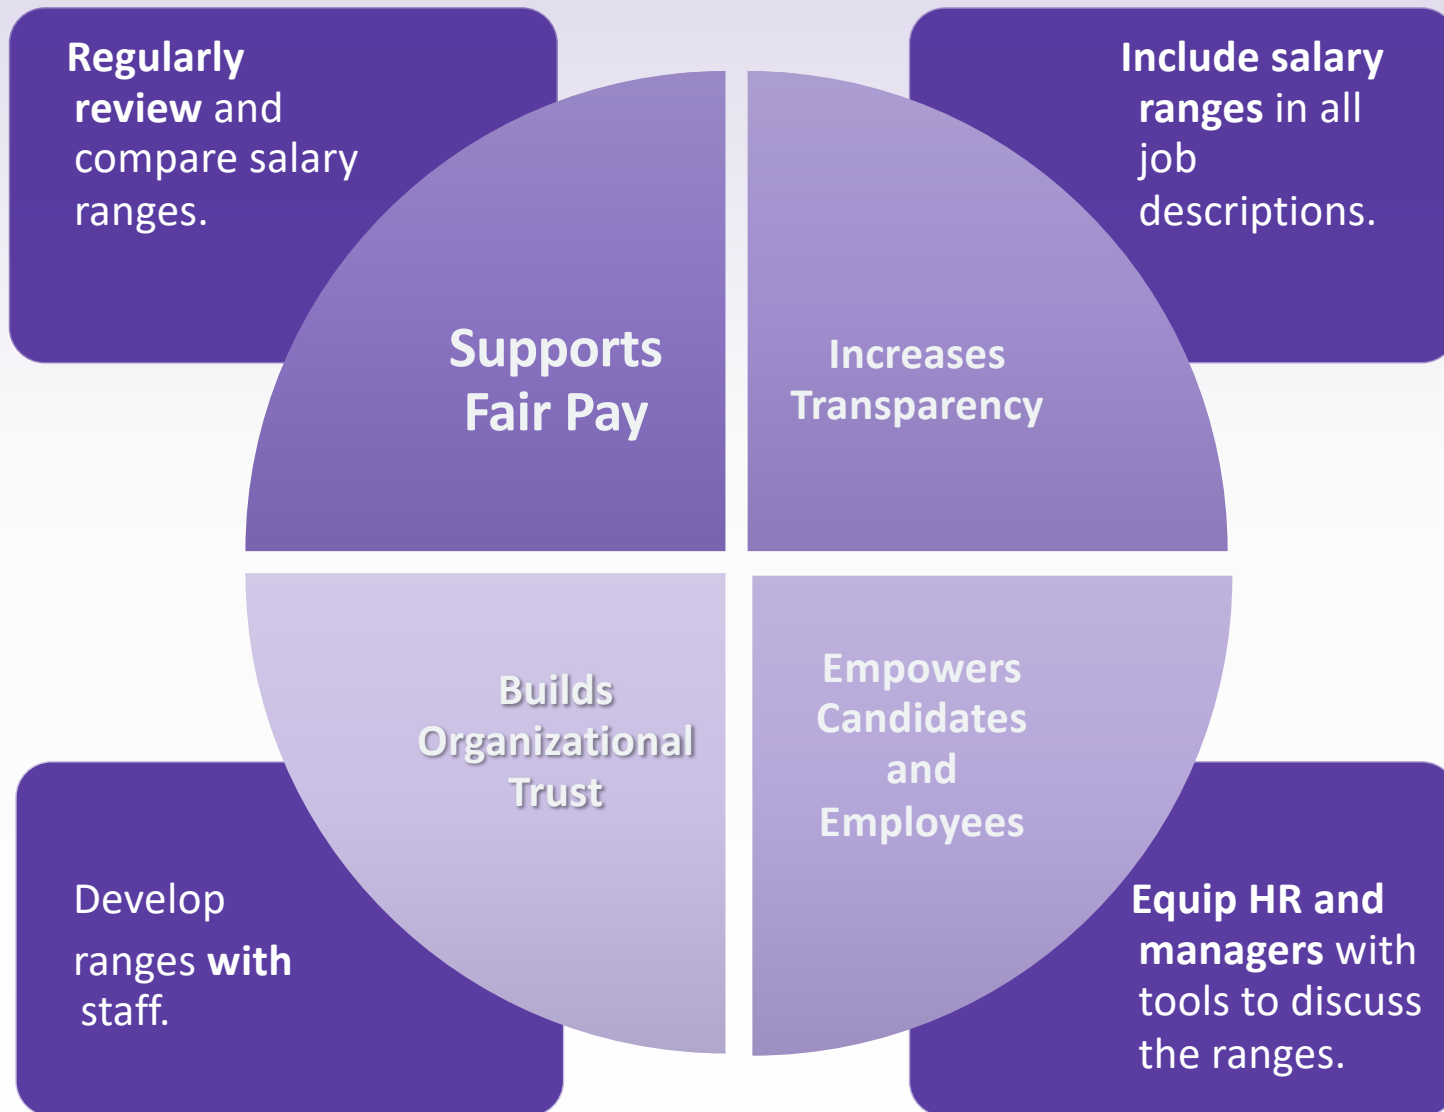 Regularly
review and
compare salary
ranges.
Include salary
ranges in all
job
descriptions.
Supports
Fair Pay
Increases
Transparency
Builds
Organizational
Trust
Empowers
Candidates
and
Employees
Develop
ranges with
staff.
Equip HR and
managers with
tools to discuss
the ranges.